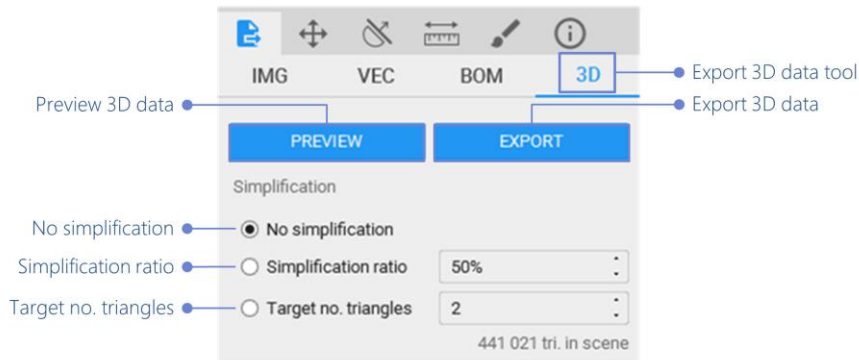 IMG VEC BOM 3D Export 3D data tool
Preview 3D data Export 3D data
PREVIEW EXPORT
Simplification
No simplification No simplification
Simplification ratio Simplification ratio 50%
Target no. triangles Target no. triangles 2
441 021 tri. in scene